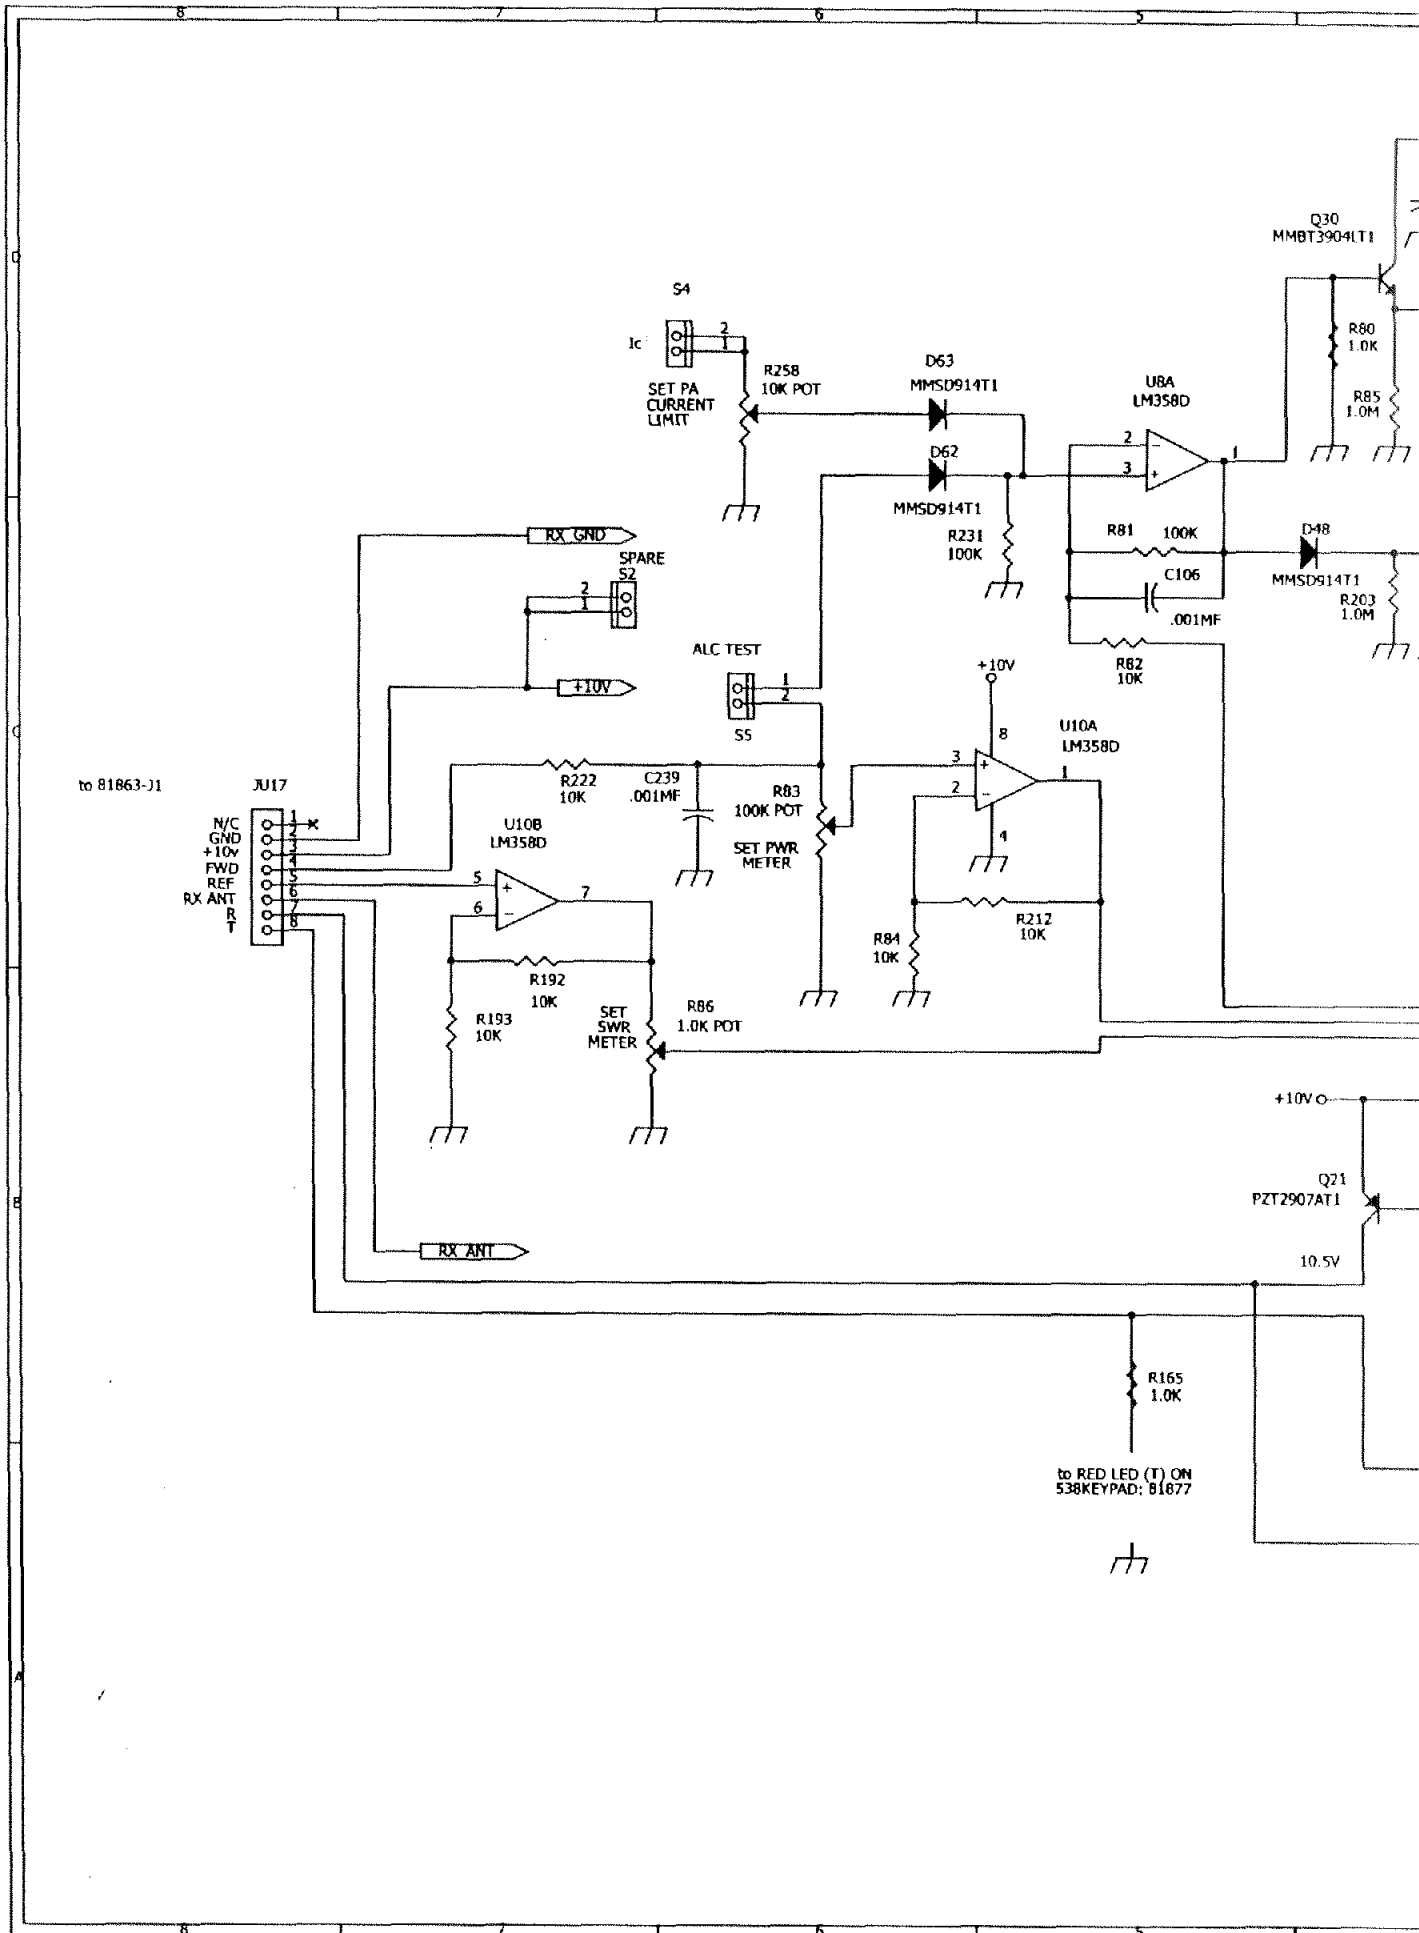 8 7 6 5
D
Q30
MMBT3904LT1
S4
Ic
2
1
R80
1.0K
D63
MMSD914T1
R258
10K POT
SET PA
CURRENT
LIMIT
U8A
LM358D
R85
1.0M
2
-
1
3
+
D62
MMSD914T1
RX GND
SPARE
S2
R231
100K
R81 100K
D48
MMSD914T1
2
1
C106
.001MF
R203
1.0M
ALC TEST
R82
10K
+10V
+10V
1
2
S5
C
8
U10A
LM358D
3
+
1
2
-
4
to 81863-J1
JU17
R222
10K
C239
.001MF
R83
100K POT
SET PWR
METER
N/C 1
GND 2
+10v 3
FWD 4
REF 5
RX ANT 6
R 7
T 8
U10B
LM358D
5
+
7
6
-
R212
10K
R84
10K
R192
10K
R193
10K
SET
SWR
METER
R86
1.0K POT
+10V
Q21
PZT2907AT1
B
RX ANT
10.5V
R165
1.0K
to RED LED (T) ON
538KEYPAD; 81877
A
8 7 6 5